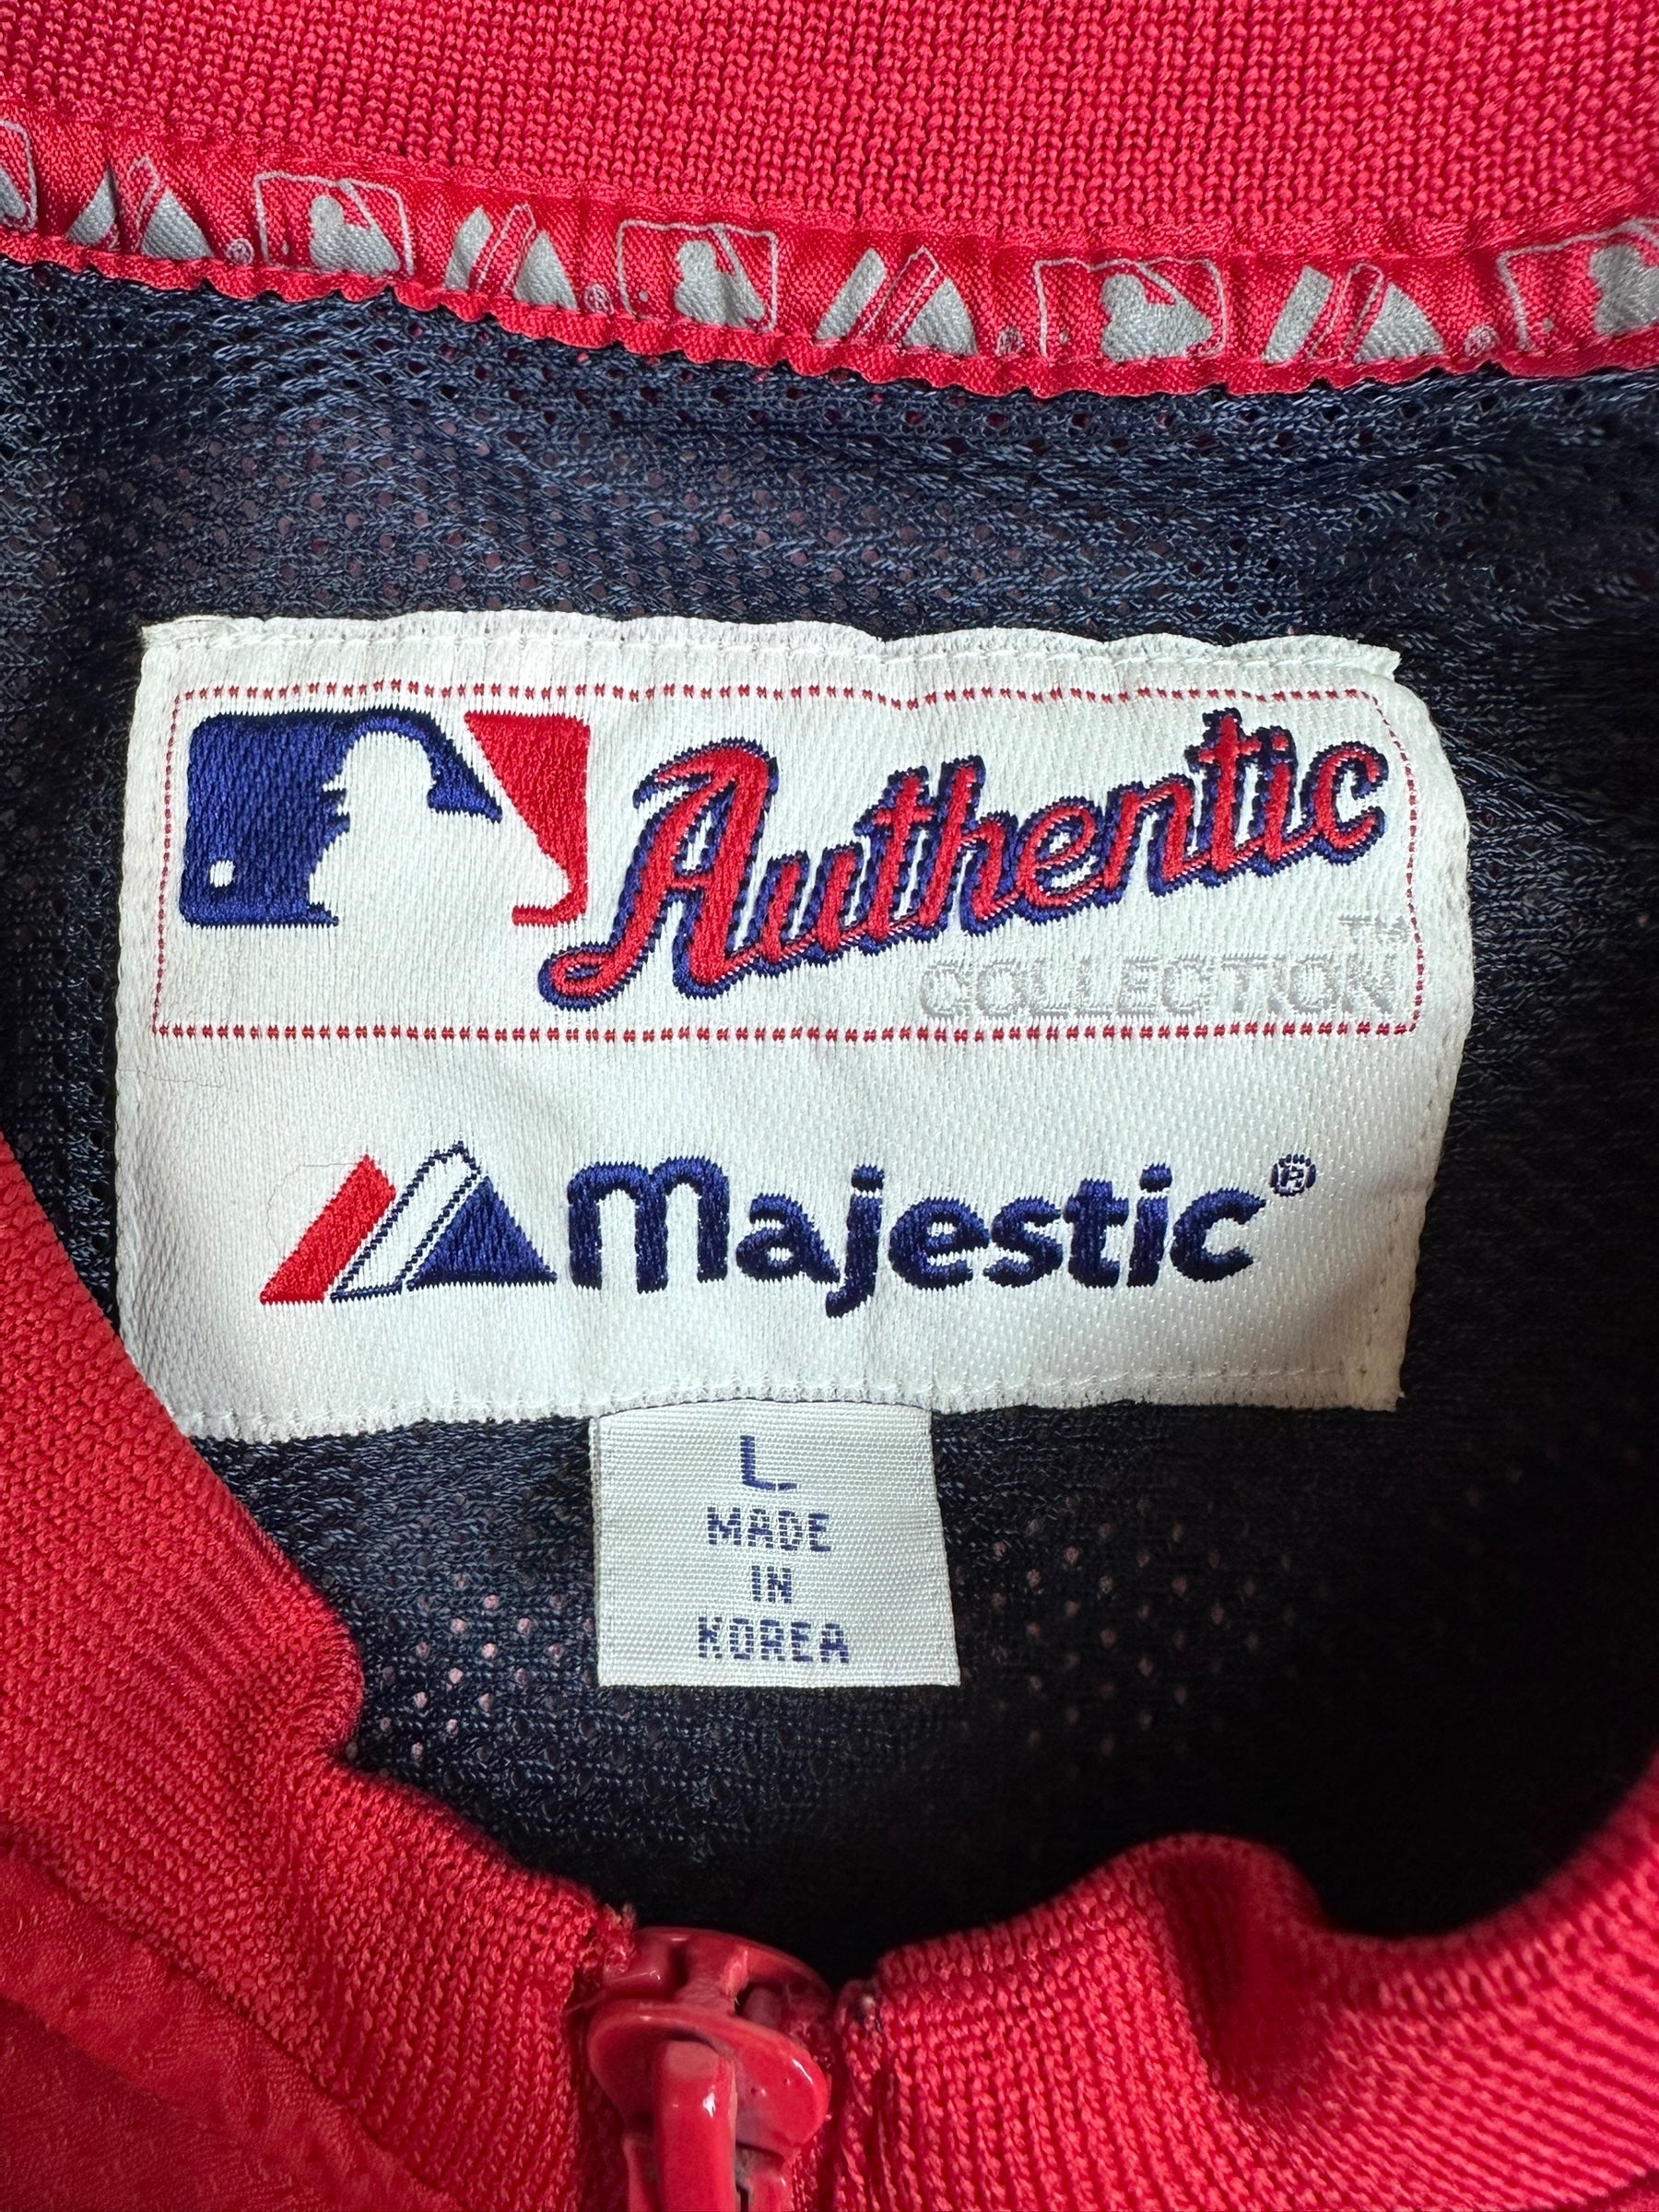 Authentic
™
COLLECTION
Majestic®
L
MADE
IN
KOREA